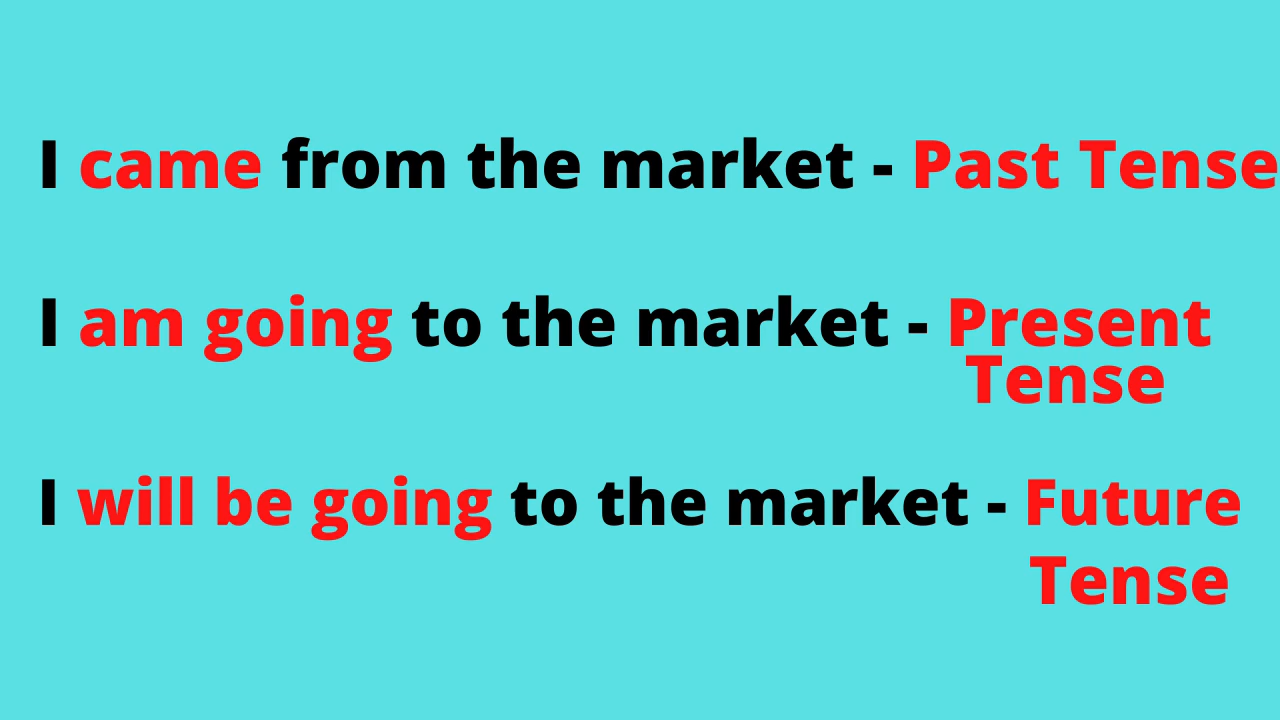 I came from the market - Past Tense
I am going to the market - Present
Tense
I will be going to the market - Future
Tense